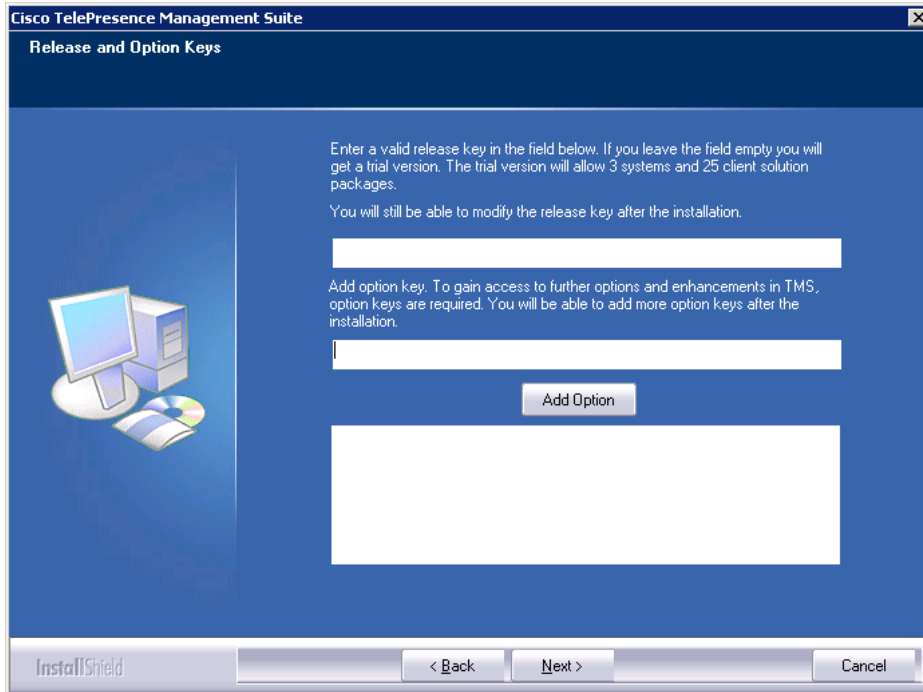 Cisco TelePresence Management Suite
Release and Option Keys
Enter a valid release key in the field below. If you leave the field empty you will
get a trial version. The trial version will allow 3 systems and 25 client solution
packages.
You will still be able to modify the release key after the installation.
Add option key. To gain access to further options and enhancements in TMS,
option keys are required. You will be able to add more option keys after the
installation.
Add Option
InstallShield
< Back
Next >
Cancel